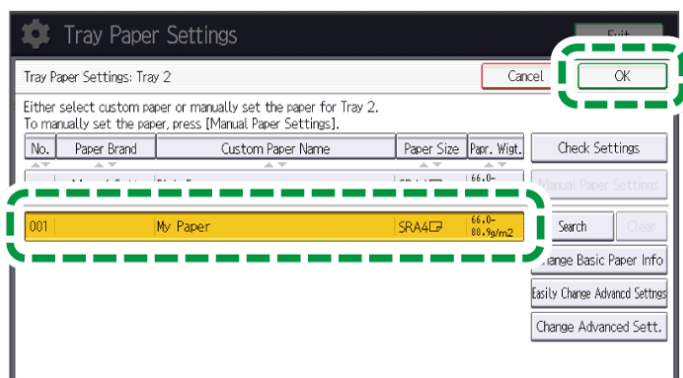 Tray Paper Settings
Tray Paper Settings: Tray 2
Cancel
OK
Either select custom paper or manually set the paper for Tray 2.
To manually set the paper, press [Manual Paper Settings].
No.
Paper Brand
Custom Paper Name
Paper Size
Papr. Wigt.
Check Settings
66.0-
Manual Paper Settings
001
My Paper
SRA4
66.0-
80.9g/m2
Search
Clear
Change Basic Paper Info
Easily Change Advancd Settngs
Change Advanced Sett.